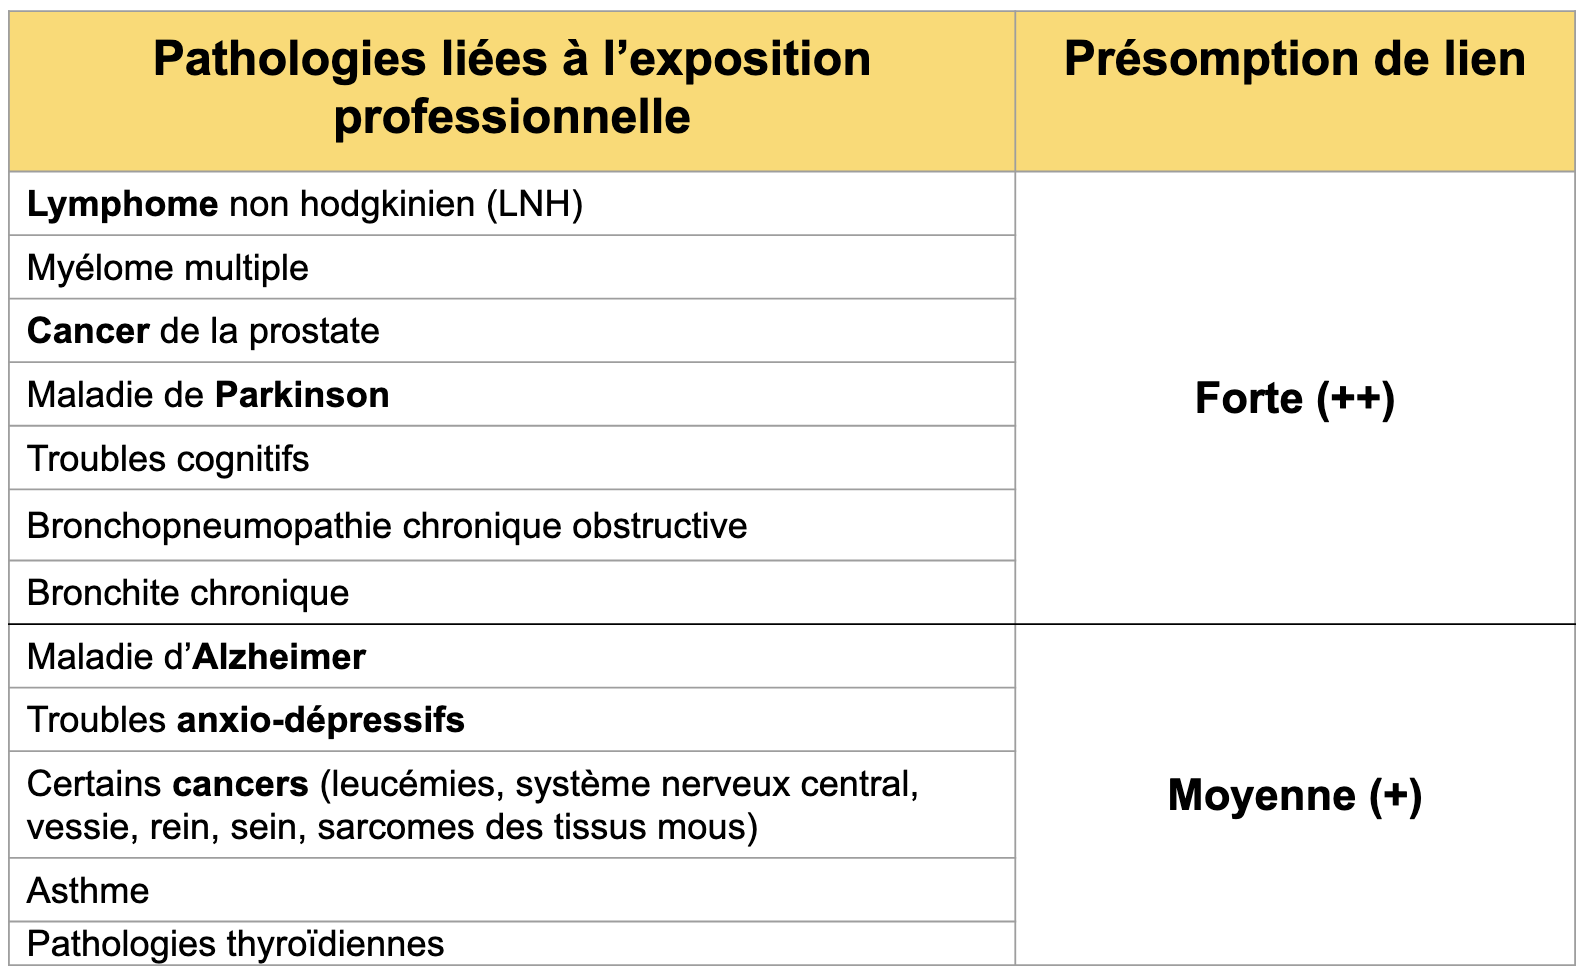 Pathologies liées à l’exposition
professionnelle
Présomption de lien
Lymphome non hodgkinien (LNH)
Myélome multiple
Cancer de la prostate
Maladie de Parkinson
Troubles cognitifs
Bronchopneumopathie chronique obstructive
Bronchite chronique
Forte (++)
Maladie d’Alzheimer
Troubles anxio-dépressifs
Certains cancers (leucémies, système nerveux central,
vessie, rein, sein, sarcomes des tissus mous)
Asthme
Pathologies thyroïdiennes
Moyenne (+)